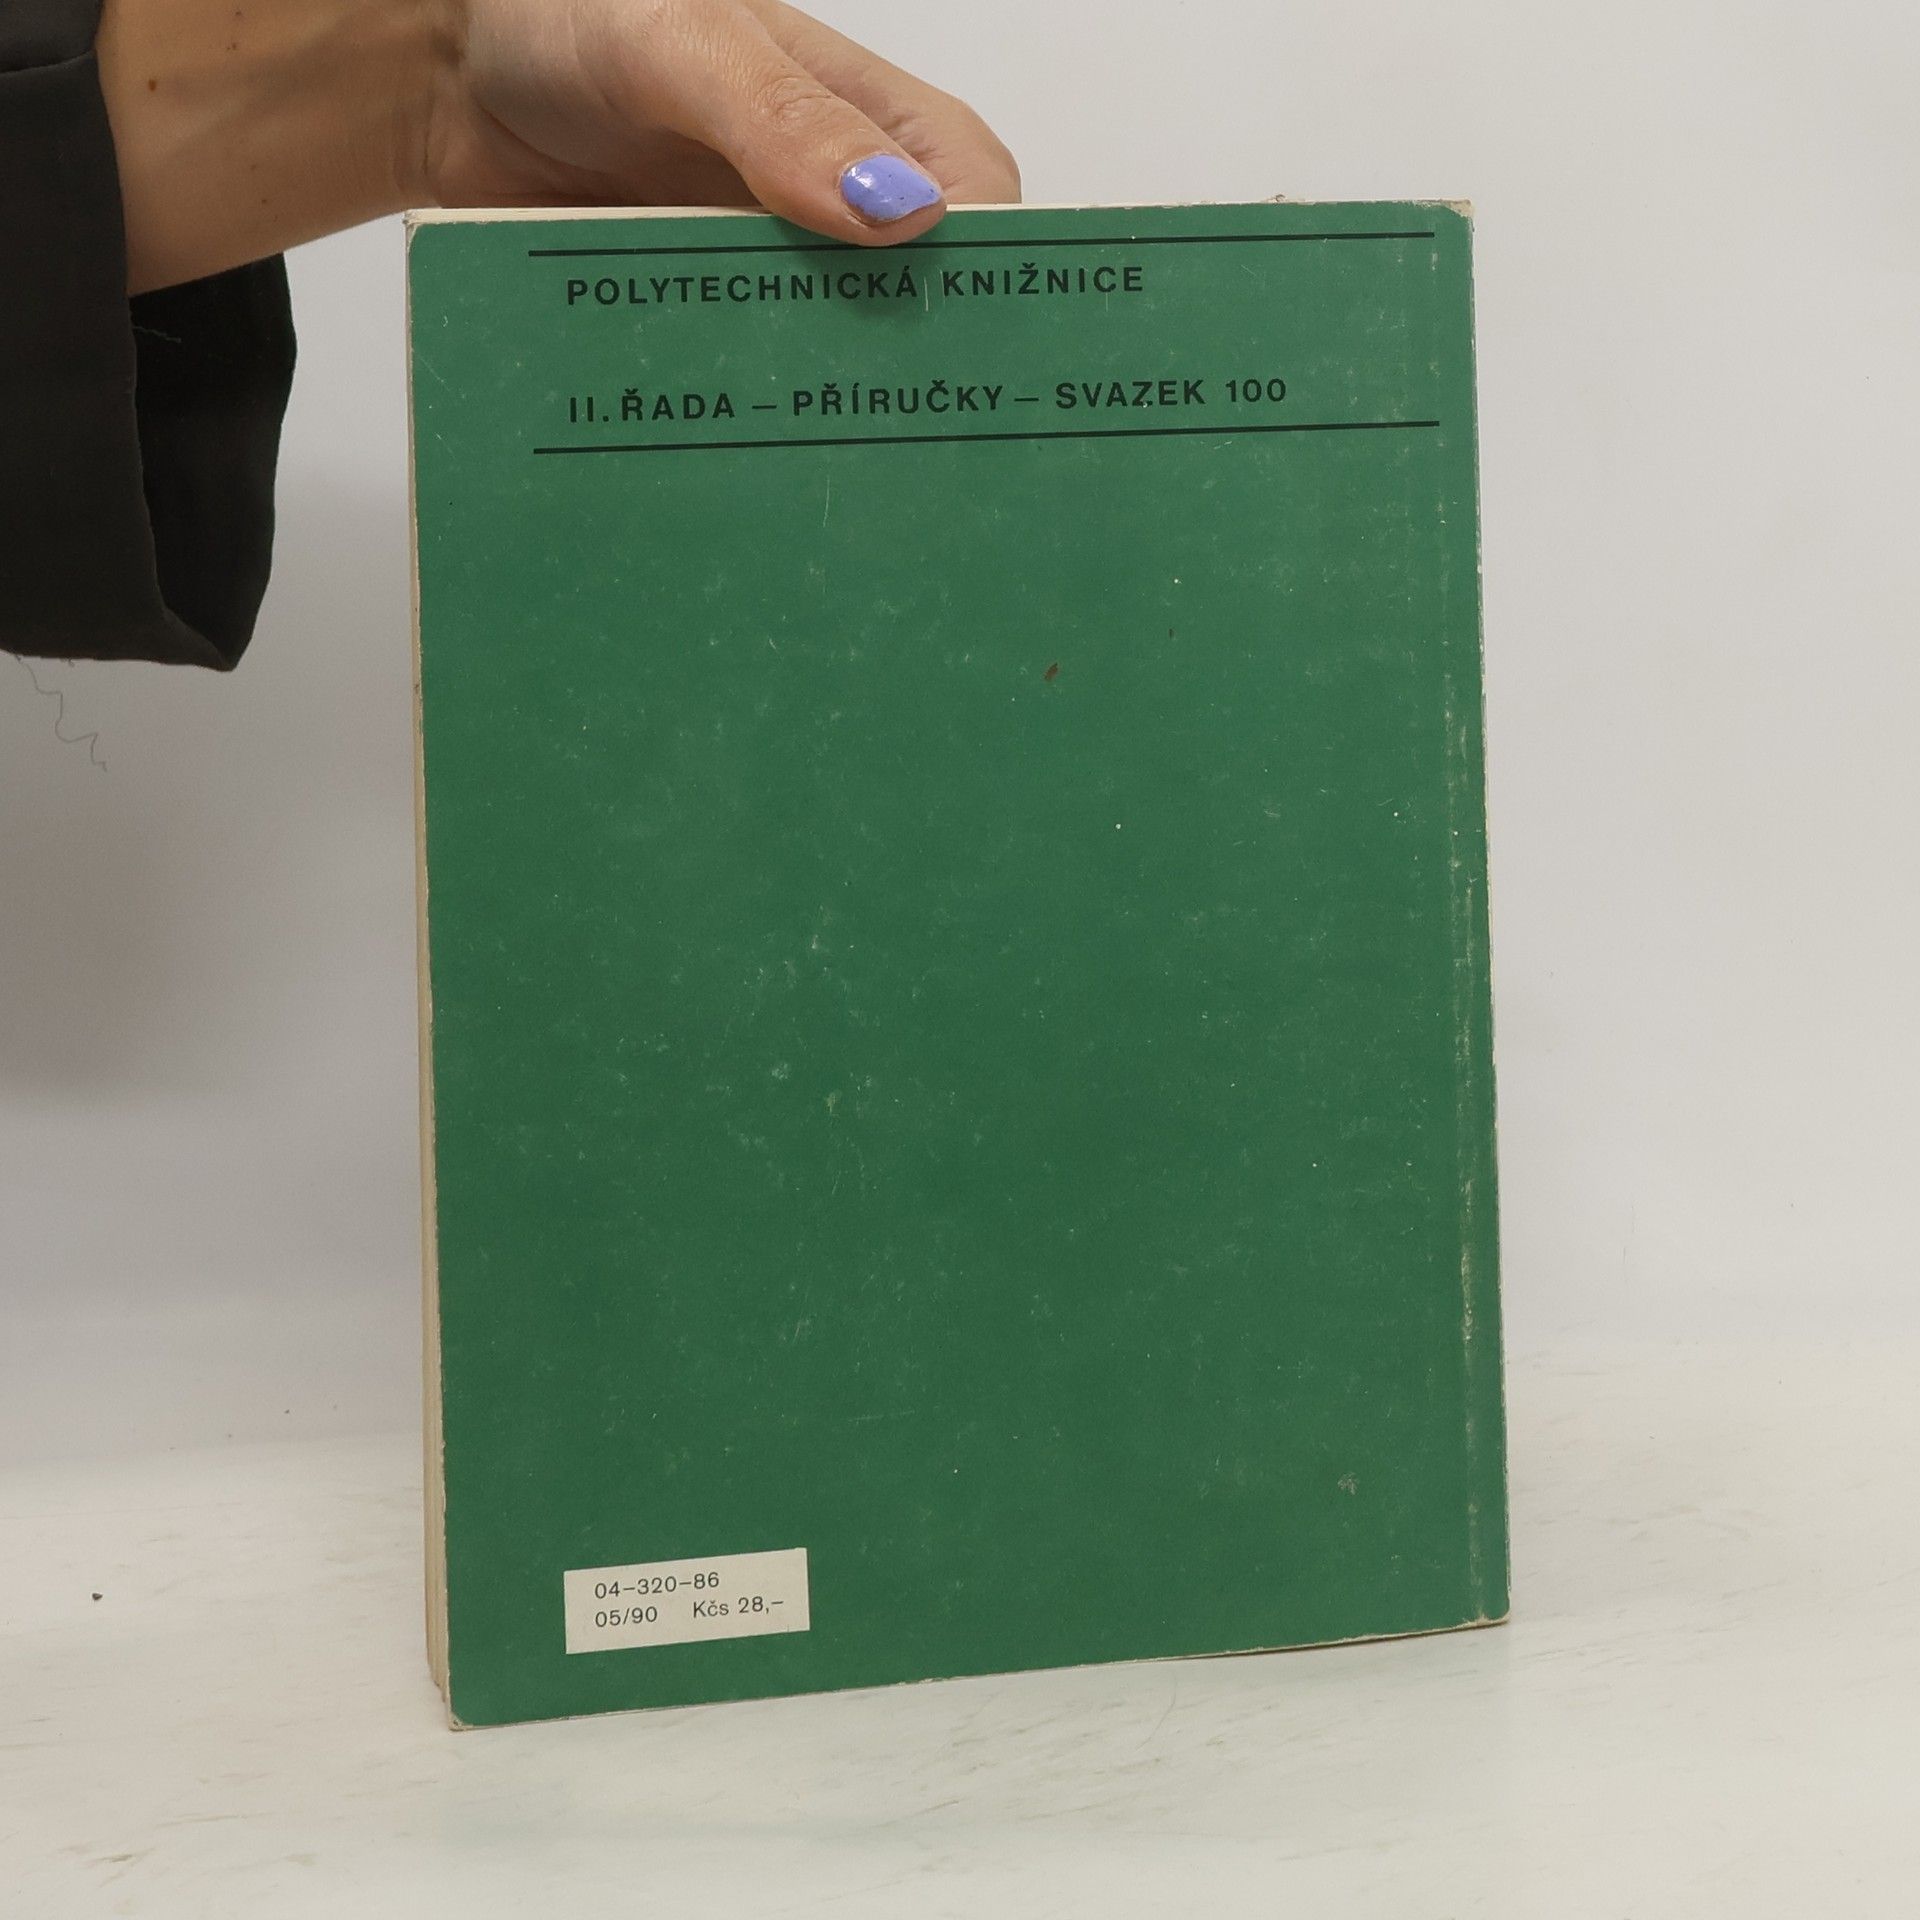 POLYTECHNICKÁ KNIŽNICE
II. ŘADA – PŘÍRUČKY – SVAZEK 100
04–320–86
05/90 Kčs 28,–